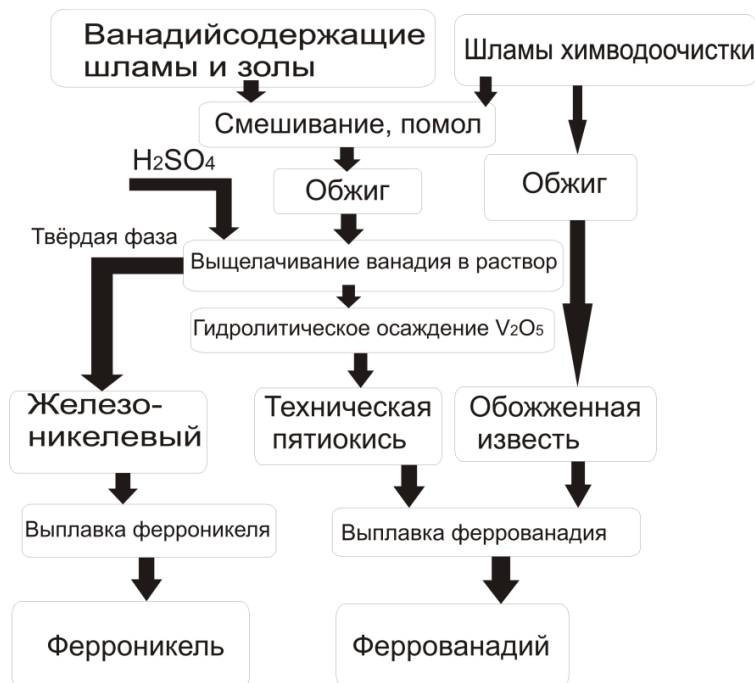 Ванадийсодержащие
шламы и золы
Шламы химводоочистки
Смешивание, помол
H2SO4
Обжиг
Обжиг
Твёрдая фаза
Выщелачивание ванадия в раствор
Гидролитическое осаждение V2O5
Железо-
никелевый
Техническая
пятиокись
Обожженная
известь
Выплавка ферроникеля
Выплавка феррованадия
Ферроникель
Феррованадий